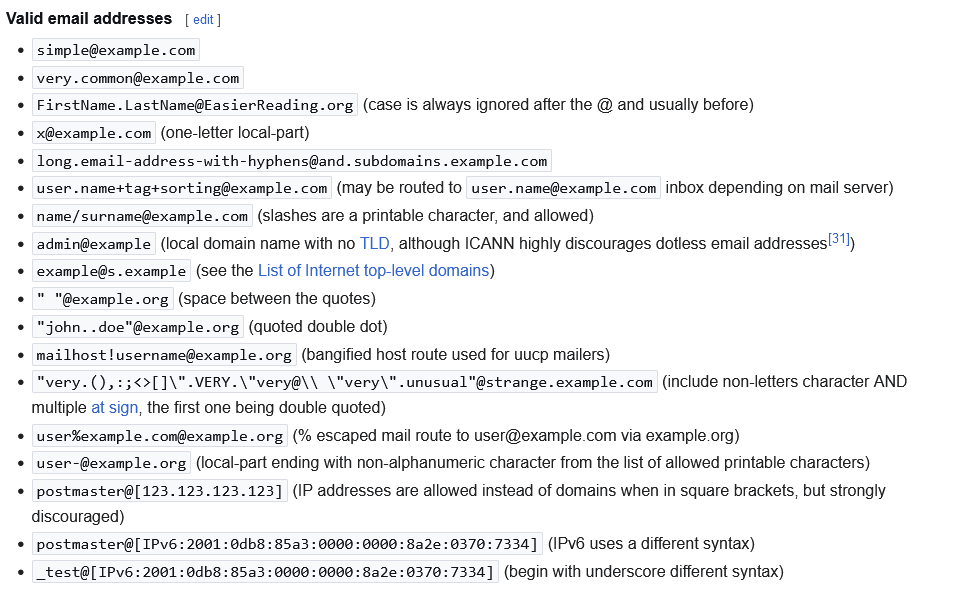 Valid email addresses [ edit ]
• simple@example.com
• very.common@example.com
• FirstName.LastName@EasierReading.org (case is always ignored after the @ and usually before)
• x@example.com (one-letter local-part)
• long.email-address-with-hyphens@and.subdomains.example.com
• user.name+tag+sorting@example.com (may be routed to user.name@example.com inbox depending on mail server)
• name/surname@example.com (slashes are a printable character, and allowed)
• admin@example (local domain name with no TLD, although ICANN highly discourages dotless email addresses[31])
• example@s.example (see the List of Internet top-level domains)
• " "@example.org (space between the quotes)
• "john..doe"@example.org (quoted double dot)
• mailhost!username@example.org (bangified host route used for uucp mailers)
• "very.(),:;<>[]\".VERY.\"very@\\ \"very\".unusual"@strange.example.com (include non-letters character AND
multiple at sign, the first one being double quoted)
• user%example.com@example.org (% escaped mail route to user@example.com via example.org)
• user-@example.org (local-part ending with non-alphanumeric character from the list of allowed printable characters)
• postmaster@[123.123.123.123] (IP addresses are allowed instead of domains when in square brackets, but strongly
discouraged)
• postmaster@[IPv6:2001:0db8:85a3:0000:0000:8a2e:0370:7334] (IPv6 uses a different syntax)
• _test@[IPv6:2001:0db8:85a3:0000:0000:8a2e:0370:7334] (begin with underscore different syntax)